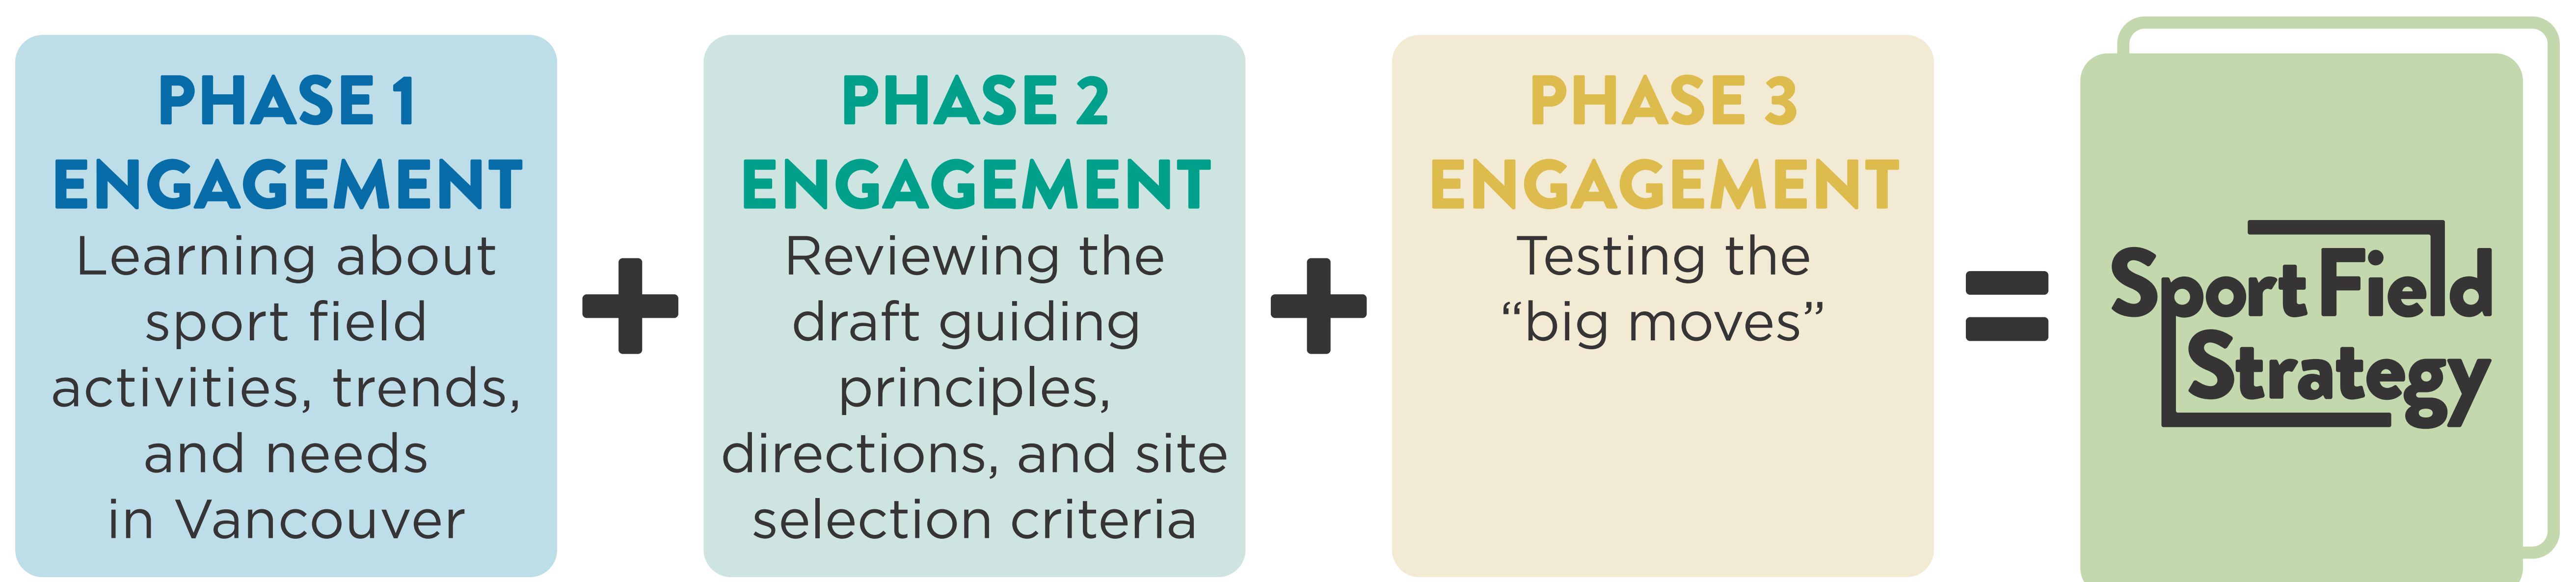 PHASE 1
ENGAGEMENT
Learning about
sport field
activities, trends,
and needs
in Vancouver
+
PHASE 2
ENGAGEMENT
Reviewing the
draft guiding
principles,
directions, and site
selection criteria
+
PHASE 3
ENGAGEMENT
Testing the
“big moves”
=
Sport Field
Strategy